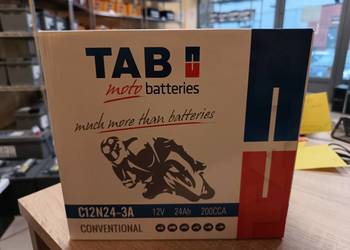 TAB
moto batteries
much more than batteries
C12N24-3A 12V 24Ah 200CCA
CONVENTIONAL